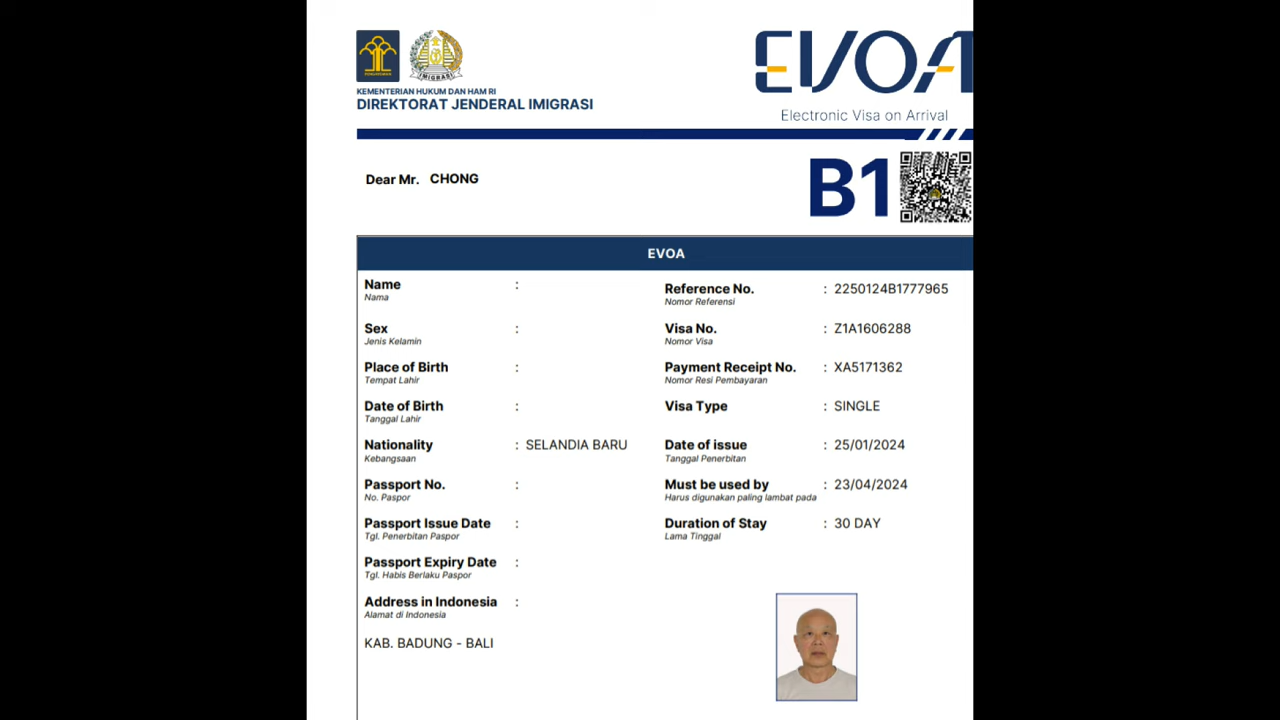 KEMENTERIAN HUKUM DAN HAM RI
DIREKTORAT JENDERAL IMIGRASI
IMIGRASI
EVOA
Electronic Visa on Arrival
Dear Mr. CHONG
B1
EVOA
Name :
Nama
Reference No. : 2250124B1777965
Nomor Referensi
Sex :
Jenis Kelamin
Visa No. : Z1A1606288
Nomor Visa
Place of Birth :
Tempat Lahir
Payment Receipt No. : XA5171362
Nomor Resi Pembayaran
Date of Birth :
Tanggal Lahir
Visa Type : SINGLE
Nationality : SELANDIA BARU
Kebangsaan
Date of issue : 25/01/2024
Tanggal Penerbitan
Passport No. :
No. Paspor
Must be used by : 23/04/2024
Harus digunakan paling lambat pada
Passport Issue Date :
Tgl. Penerbitan Paspor
Duration of Stay : 30 DAY
Lama Tinggal
Passport Expiry Date :
Tgl. Habis Berlaku Paspor
Address in Indonesia :
Alamat di Indonesia
KAB. BADUNG - BALI